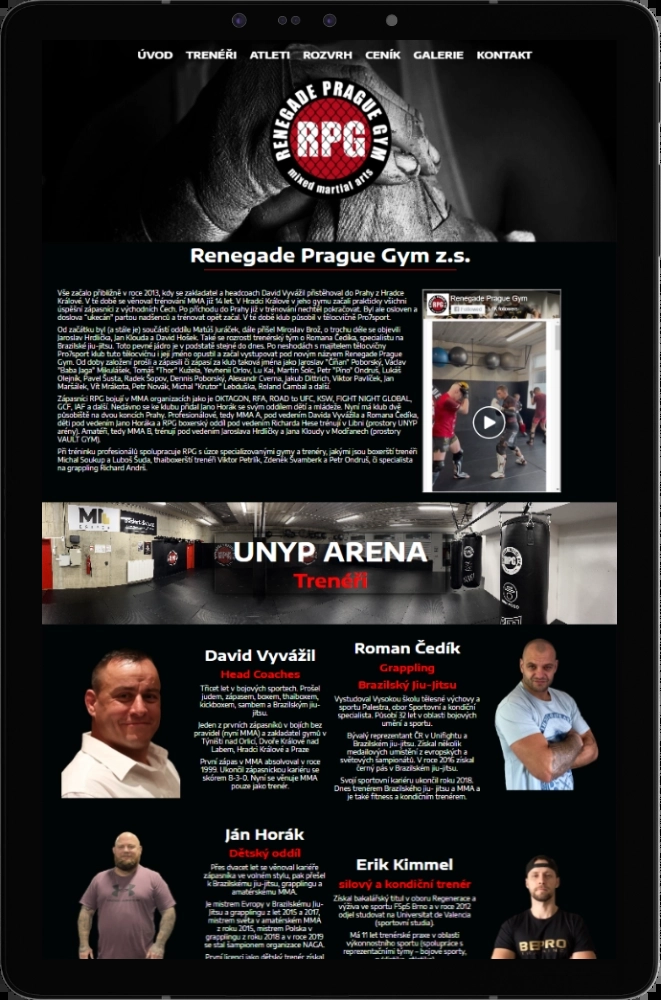 ÚVOD TRENÉŘI ATLETI ROZVRH CENÍK GALERIE KONTAKT
RENEGADE PRAGUE GYM
RPG
mixed martial arts
Renegade Prague Gym z.s.
Vše začalo přibližně v roce 2013, kdy se zakladatel a headcoach David Vyvážil přistěhoval do Prahy z Hradce
Králové. V té době se věnoval trénování MMA již 14 let. V Hradci Králové v jeho gymu začali prakticky všichni
úspěšní zápasníci z východních Čech. Po příchodu do Prahy již v trénování nechtěl pokračovat. Byl ale osloven a
doslova "ukecán" partou nadšenců a trénovat opět začal. V té době klub působil v tělocvičně Pro7sport.
Od začátku byl (a stále je) součástí oddílu Matúš Juráček, dále přišel Miroslav Brož, o trochu déle se objevili
Jaroslav Hrdlička, Jan Klouda a David Hošek. Také se rozrostl trenérský tým o Romana Čedíka, specialistu na
Brazilské jiu-jitsu. Toto pevné jádro je v podstatě stejné do dnes. Po neshodách s majitelem tělocvičny
Pro7sport klub tuto tělocvičnu i její jméno opustil a začal vystupovat pod novým názvem Renegade Prague
Gym. Od doby založení prošli a zápasili či zápasí za klub taková jména jako Jaroslav "Číňan" Poborský, Václav
"Baba Jaga" Mikulášek, Tomáš "Thor" Kužela, Yevhenii Orlov, Lu Kai, Martin Šolc, Petr "Píno" Ondruš, Lukáš
Olejník, Pavel Šusta, Radek Šopov, Dennis Poborský, Alexandr Cverna, Jakub Dittrich, Viktor Pavlíček, Jan
Maršálek, Vít Mrákota, Petr Novák, Michal "Krutor" Leboduška, Roland Čambal a další.
Zápasníci RPG bojují v MMA organizacích jako je OKTAGON, RFA, ROAD to UFC, KSW, FIGHT NIGHT GLOBAL,
GCF, IAF a další. Nedávno se ke klubu přidal Jano Horák se svým oddílem dětí a mládeže. Nyní má klub dvě
působiště na dvou koncích Prahy. Profesionálové, tedy MMA A, pod vedením Davida Vyvážila a Romana Čedíka,
děti pod vedením Jano Horáka a RPG boxerský oddíl pod vedením Richarda Hese trénují v Libni (prostory UNYP
arény). Amatéři, tedy MMA B, trénují pod vedením Jaroslava Hrdličky a Jana Kloudy v Modřanech (prostory
VAULT GYM).
Při tréninku profesionálů spolupracuje RPG s úzce specializovanými gymy a trenéry, jakými jsou boxerští trenéři
Michal Soukup a Luboš Šuda, thaiboxerští trenéři Viktor Petrlík, Zdeněk Švamberk a Petr Ondruš, či specialita
na grappling Richard Andrš.
Renegade Prague Gym
UNYP ARENA
Trenéři
David Vyvážil
Head Coaches
Třicet let v bojových sportech. Prošel
judem, zápasem, boxem, thaiboxem,
kickboxem, sambem a Brazilským jiu-
jitsu.
Jeden z prvních zápasníků v bojích bez
pravidel (nyní MMA) a zakladatel gymů v
Týništi nad Orlicí, Dvoře Králové nad
Labem, Hradci Králové a Praze
První zápas v MMA absolvoval v roce
1999. Ukončil zápasnickou kariéru se
skórem 8-3-0. Nyní se věnuje MMA
pouze jako trenér.
Roman Čedík
Grappling
Brazilský Jiu-Jitsu
Vystudoval Vysokou školu tělesné výchovy a
sportu Palestra, obor Sportovní a kondiční
specialista. Působí 32 let v oblasti bojových
umění a sportu.
Bývalý reprezentant ČR v Unifightu a
Brazilském jiu-jitsu. Získal několik
medailových umístění z evropských a
světových šampionátů. V roce 2016 získal
černý pás v Brazilském jiu-jitsu.
Svojí sportovní kariéru ukončil roku 2018.
Dnes trenérem Brazilského jiu- jitsu a MMA a
je také fitness a kondičním trenérem.
Ján Horák
Dětský oddíl
Přes dvacet let se věnoval kariéře
zápasníka ve volném stylu, pak přešel
k Brazilskému jiu-jitsu, grapplingu a
amatérskému MMA.
Je mistrem Evropy v Brazilskému Jiu-
Jitsu a grapplingu z let 2015 a 2017,
mistrem světa v amatérském MMA
z roku 2015, mistrem Polska v
grapplingu z roku 2018 a v roce 2019
se stal šampionem organizace NAGA.
První licenci jako dětský trenér získal
Erik Kimmel
silový a kondiční trenér
Získal bakalářský titul v oboru Regenerace a
výživa ve sportu FSpS Brno a v roce 2012
odjel studovat na Universitat de Valencia
(sportovní studia).
Má 11 let trenérské praxe v oblasti
výkonnostního sportu (spolupráce s
reprezentačními týmy - bojové sporty,
BEPRO